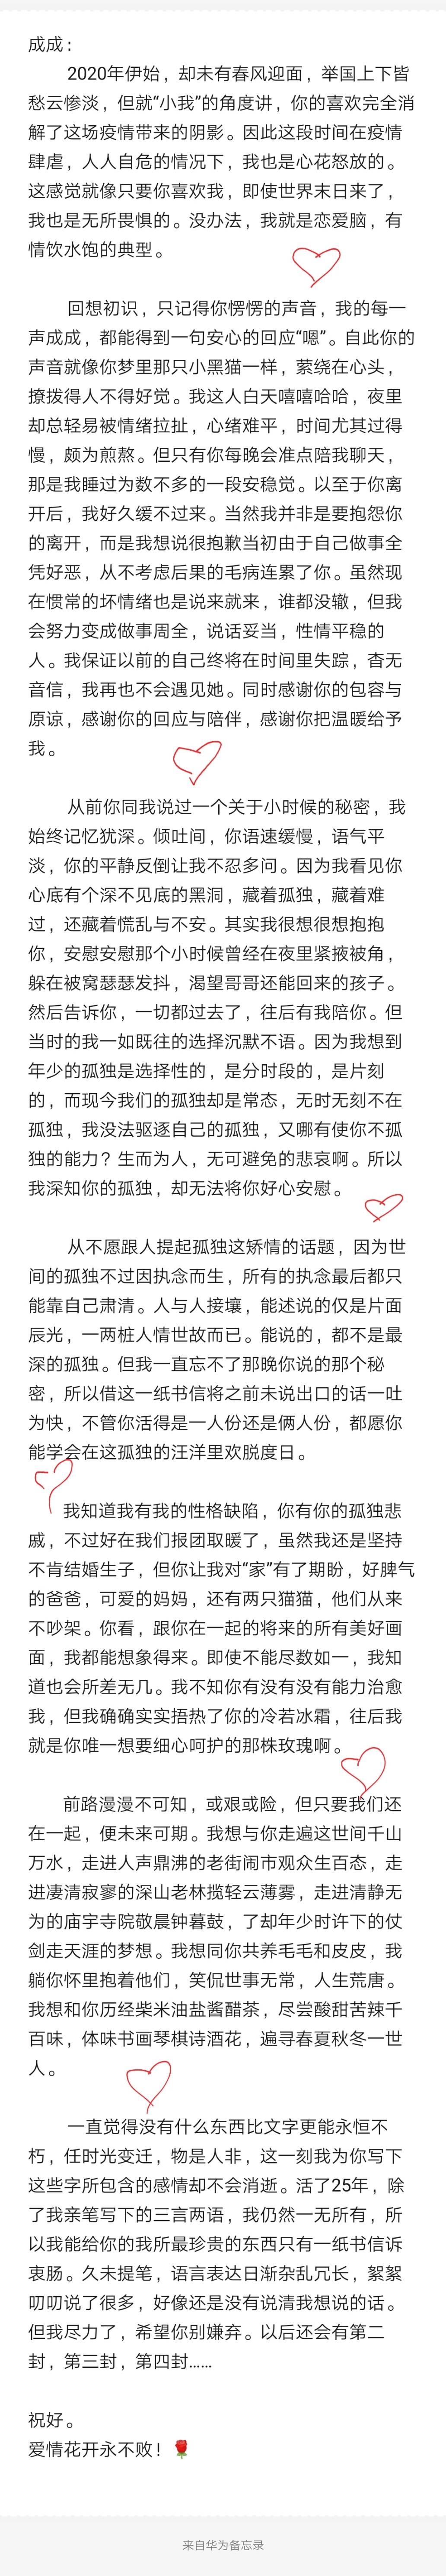 成成：
2020年伊始，却未有春风迎面，举国上下皆
愁云惨淡，但就“小我”的角度讲，你的喜欢完全消
解了这场疫情带来的阴影。因此这段时间在疫情
肆虐，人人自危的情况下，我也是心花怒放的。
这感觉就像只要你喜欢我，即使世界末日来了，
我也是无所畏惧的。没办法，我就是恋爱脑，有
情饮水饱的典型。
回想初识，只记得你愣愣的声音，我的每一
声成成，都能得到一句安心的回应“嗯”。自此你的
声音就像你梦里那只小黑猫一样，萦绕在心头，
撩拨得人不得好觉。我这人白天嘻嘻哈哈，夜里
却总轻易被情绪拉扯，心绪难平，时间尤其过得
慢，颇为煎熬。但只有你每晚会准点陪我聊天，
那是我睡过为数不多的一段安稳觉。以至于你离
开后，我好久缓不过来。当然我并非是要抱怨你
的离开，而是我想说很抱歉当初由于自己做事全
凭好恶，从不考虑后果的毛病连累了你。虽然现
在惯常的坏情绪也是说来就来，谁都没辙，但我
会努力变成做事周全，说话妥当，性情平稳的
人。我保证以前的自己终将在时间里失踪，杳无
音信，我再也不会遇见她。同时感谢你的包容与
原谅，感谢你的回应与陪伴，感谢你把温暖给予
我。
从前你同我说过一个关于小时候的秘密，我
始终记忆犹深。倾吐间，你语速缓慢，语气平
淡，你的平静反倒让我不忍多问。因为我看见你
心底有个深不见底的黑洞，藏着孤独，藏着难
过，还藏着慌乱与不安。其实我很想很想抱抱
你，安慰安慰那个小时候曾经在夜里紧掖被角，
躲在被窝瑟瑟发抖，渴望哥哥还能回来的孩子。
然后告诉你，一切都过去了，往后有我陪你。但
当时的我一如既往的选择沉默不语。因为我想到
年少的孤独是选择性的，是分时段的，是片刻
的，而现今我们的孤独却是常态，无时无刻不在
孤独，我没法驱逐自己的孤独，又哪有使你不孤
独的能力？生而为人，无可避免的悲哀啊。所以
我深知你的孤独，却无法将你好心安慰。
从不愿跟人提起孤独这矫情的话题，因为世
间的孤独不过因执念而生，所有的执念最后都只
能靠自己肃清。人与人接壤，能述说的仅是片面
辰光，一两桩人情世故而已。能说的，都不是最
深的孤独。但我一直忘不了那晚你说的那个秘
密，所以借这一纸书信将之前未说出口的话一吐
为快，不管你活得是一人份还是俩人份，都愿你
能学会在这孤独的汪洋里欢脱度日。
我知道我有我的性格缺陷，你有你的孤独悲
戚，不过好在我们报团取暖了，虽然我还是坚持
不肯结婚生子，但你让我对“家”有了期盼，好脾气
的爸爸，可爱的妈妈，还有两只猫猫，他们从来
不吵架。你看，跟你在一起的将来的所有美好画
面，我都能想象得来。即使不能尽数如一，我知
道也会所差无几。我不知你有没有没有能力治愈
我，但我确确实实捂热了你的冷若冰霜，往后我
就是你唯一想要细心呵护的那株玫瑰啊。
前路漫漫不可知，或艰或险，但只要我们还
在一起，便未来可期。我想与你走遍这世间千山
万水，走进人声鼎沸的老街闹市观众生百态，走
进凄清寂寥的深山老林揽轻云薄雾，走进清静无
为的庙宇寺院敬晨钟暮鼓，了却年少时许下的仗
剑走天涯的梦想。我想同你共养毛毛和皮皮，我
躺你怀里抱着他们，笑侃世事无常，人生荒唐。
我想和你历经柴米油盐酱醋茶，尽尝酸甜苦辣千
百味，体味书画琴棋诗酒花，遍寻春夏秋冬一世
人。
一直觉得没有什么东西比文字更能永恒不
朽，任时光变迁，物是人非，这一刻我为你写下
这些字所包含的感情却不会消逝。活了25年，除
了我亲笔写下的三言两语，我仍然一无所有，所
以我能给你的我所最珍贵的东西只有一纸书信诉
衷肠。久未提笔，语言表达日渐杂乱冗长，絮絮
叨叨说了很多，好像还是没有说清我想说的话。
但我尽力了，希望你别嫌弃。以后还会有第二
封，第三封，第四封......
祝好。
爱情花开永不败！🌹
来自华为备忘录